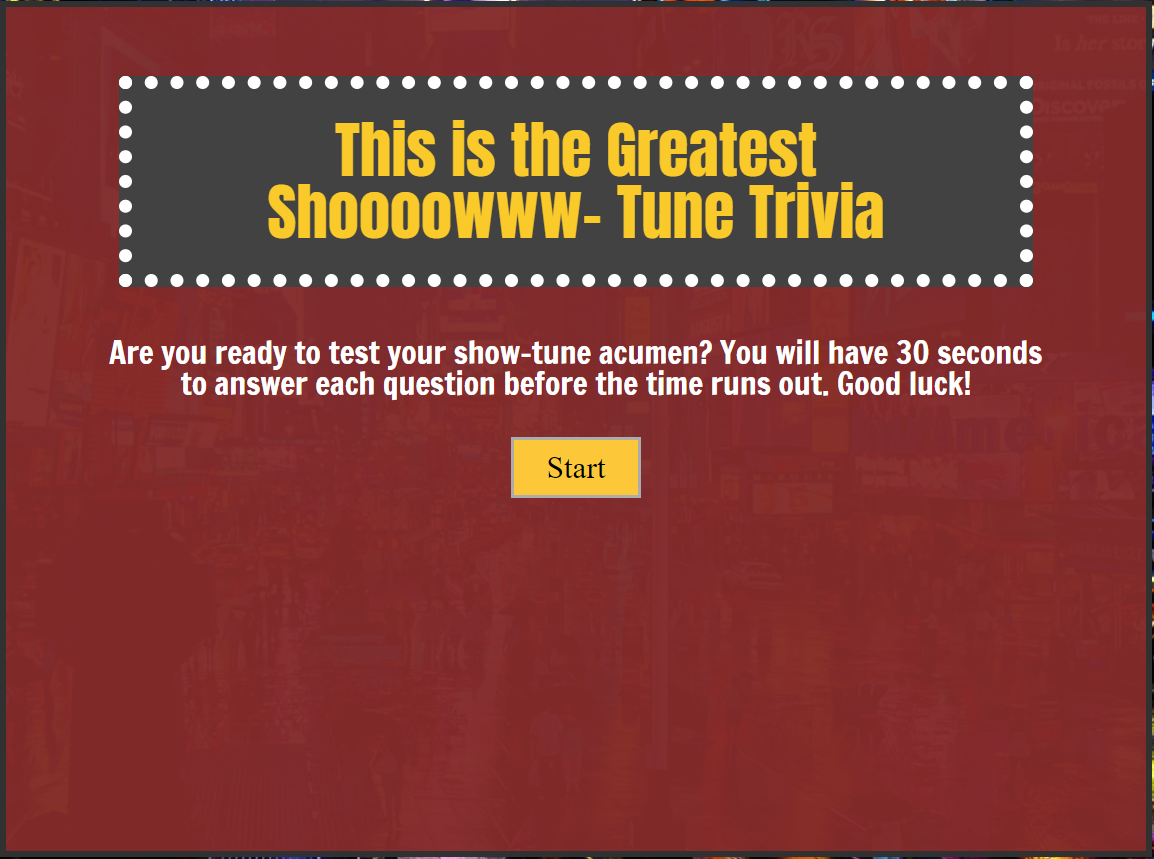 This is the Greatest
Shoooowww- Tune Trivia
Are you ready to test your show-tune acumen? You will have 30 seconds
to answer each question before the time runs out. Good luck!
Start